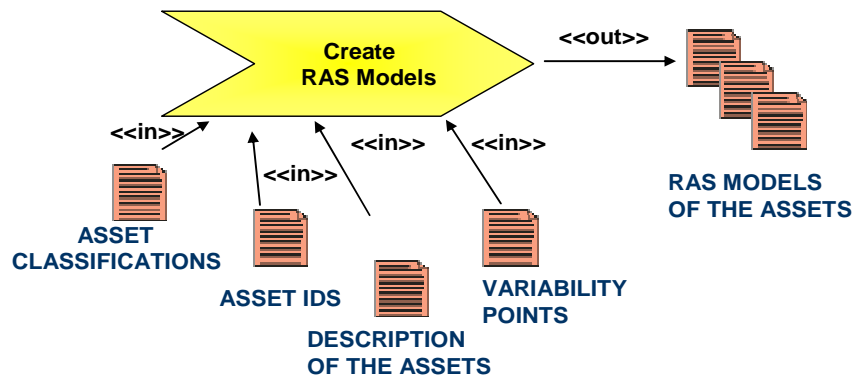 Create
RAS Models
<<out>>
<<in>>
<<in>>
<<in>>
<<in>>
RAS MODELS
OF THE ASSETS
ASSET
CLASSIFICATIONS
ASSET IDS
VARIABILITY
POINTS
DESCRIPTION
OF THE ASSETS